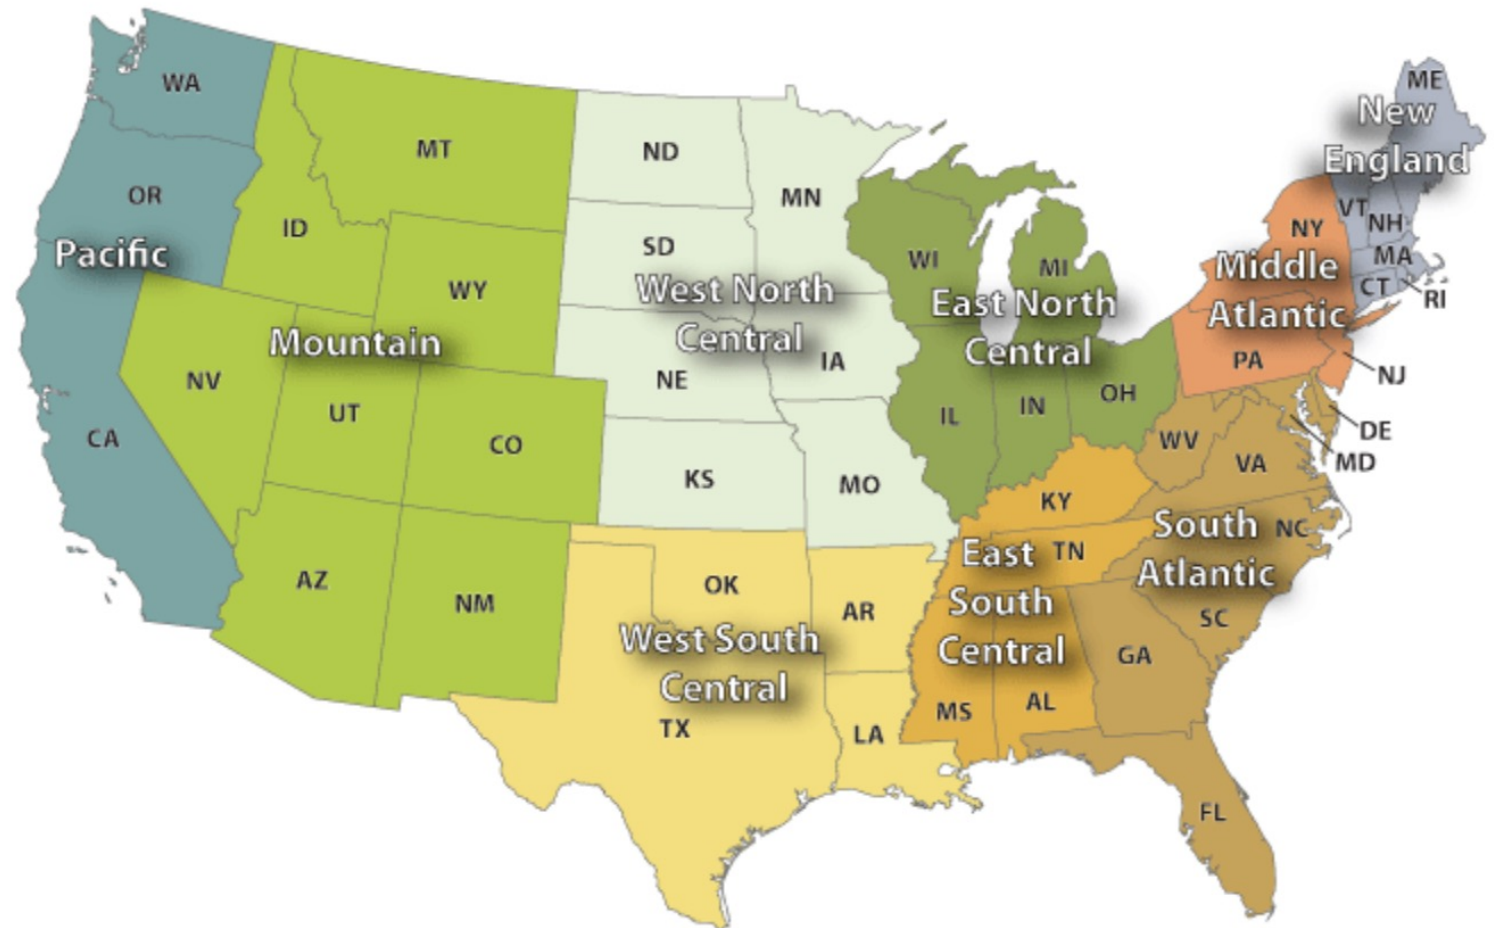 WA
OR
Pacific
CA
MT
ID
WY
Mountain
NV
UT
CO
AZ
NM
ND
MN
SD
West North
Central
NE
IA
KS
MO
WI
MI
East North
Central
IL
IN
OH
ME
New
England
VT
NH
NY
MA
Middle
Atlantic
CT
RI
PA
NJ
DE
MD
WV
VA
KY
South
Atlantic
NC
East
South
Central
TN
SC
GA
MS
AL
FL
OK
AR
West South
Central
TX
LA